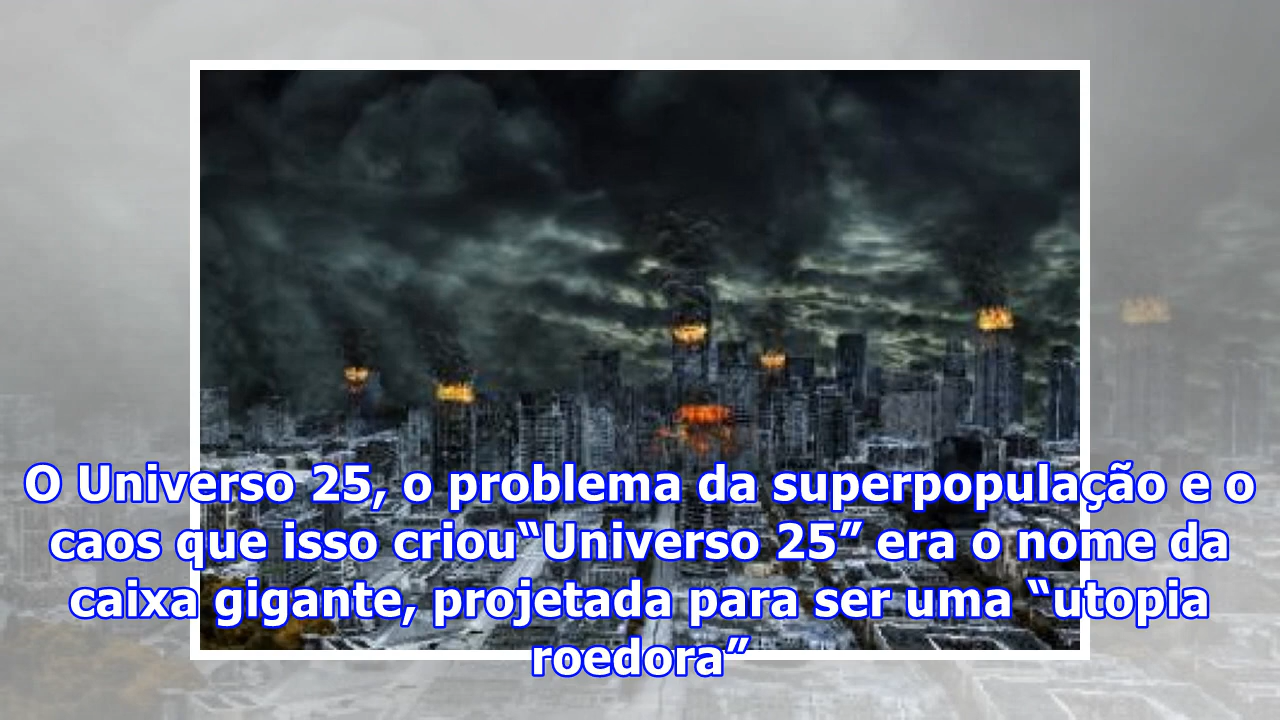 O Universo 25, o problema da superpopulação e o
caos que isso criou“Universo 25” era o nome da
caixa gigante, projetada para ser uma “utopia
roedora”